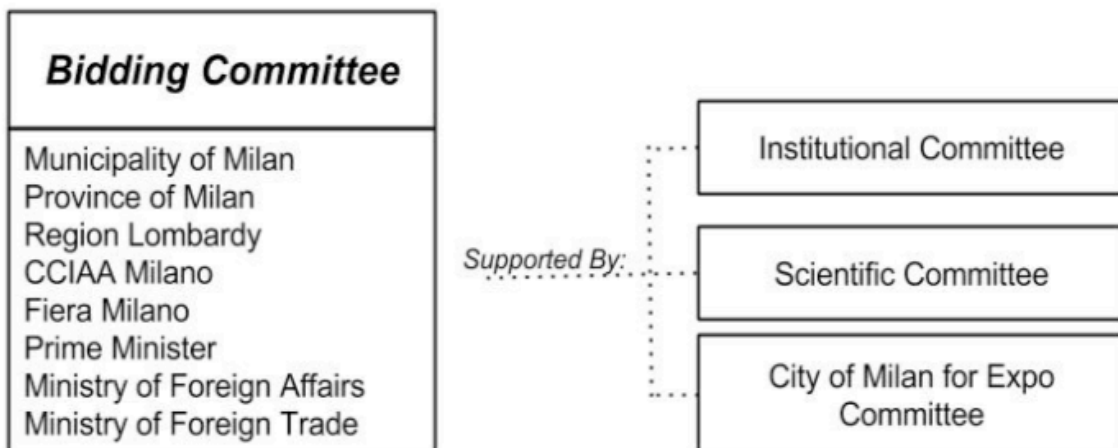 Bidding Committee
Municipality of Milan
Province of Milan
Region Lombardy
CCIAA Milano
Fiera Milano
Prime Minister
Ministry of Foreign Affairs
Ministry of Foreign Trade
Supported By:
Institutional Committee
Scientific Committee
City of Milan for Expo
Committee